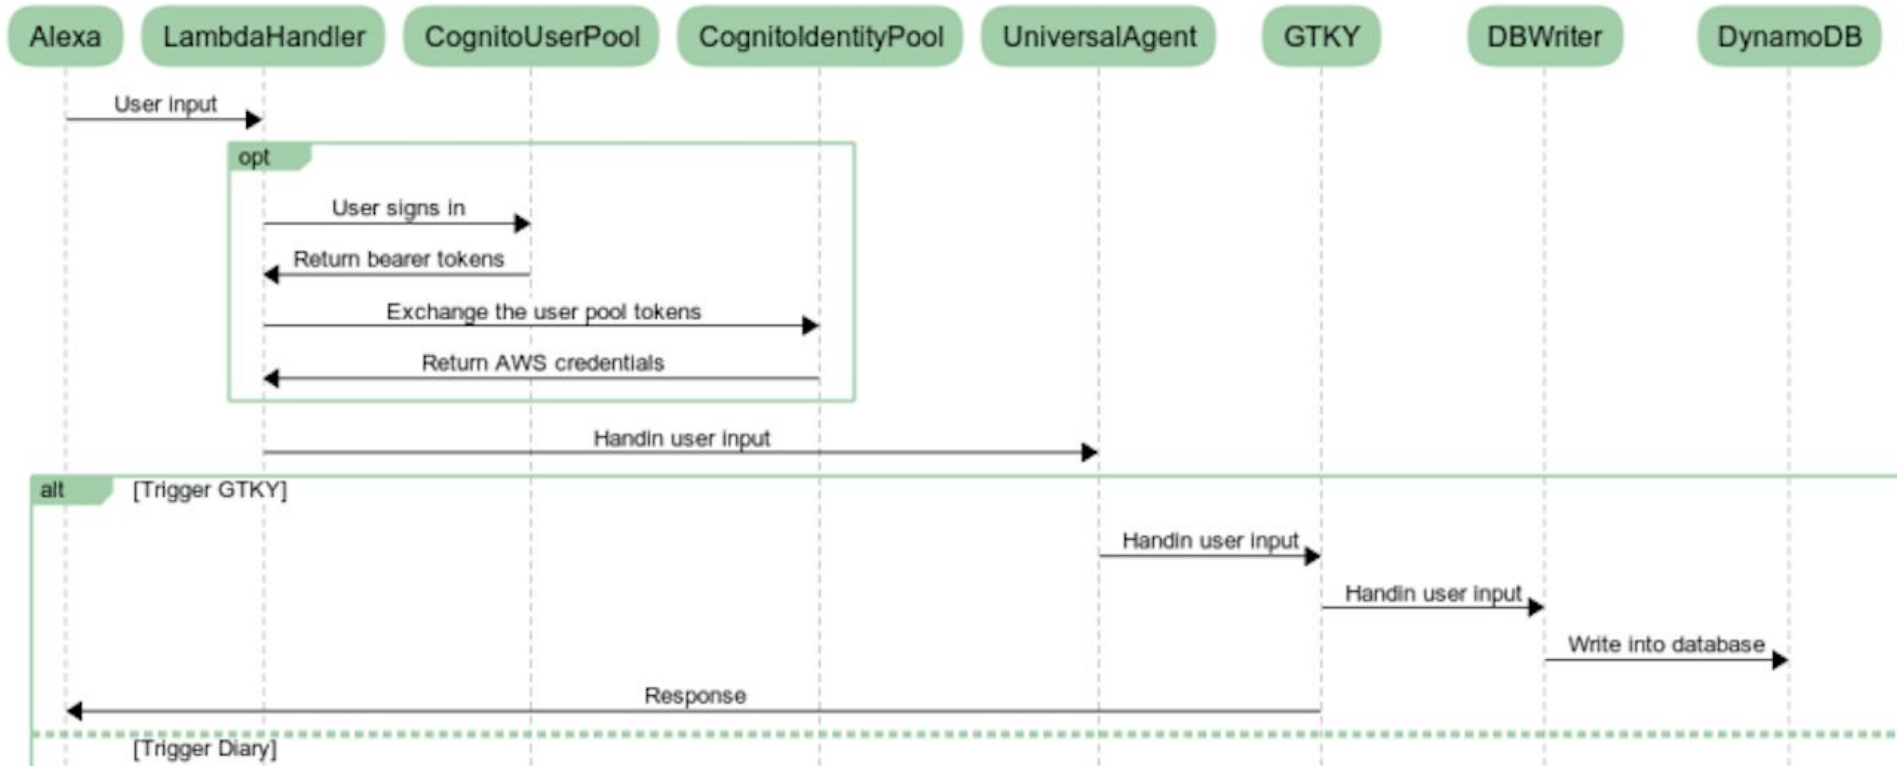 Alexa
LambdaHandler
CognitoUserPool
CognitoIdentityPool
UniversalAgent
GTKY
DBWriter
DynamoDB
User input
opt
User signs in
Return bearer tokens
Exchange the user pool tokens
Return AWS credentials
Handin user input
alt
[Trigger GTKY]
Handin user input
Handin user input
Write into database
Response
[Trigger Diary]